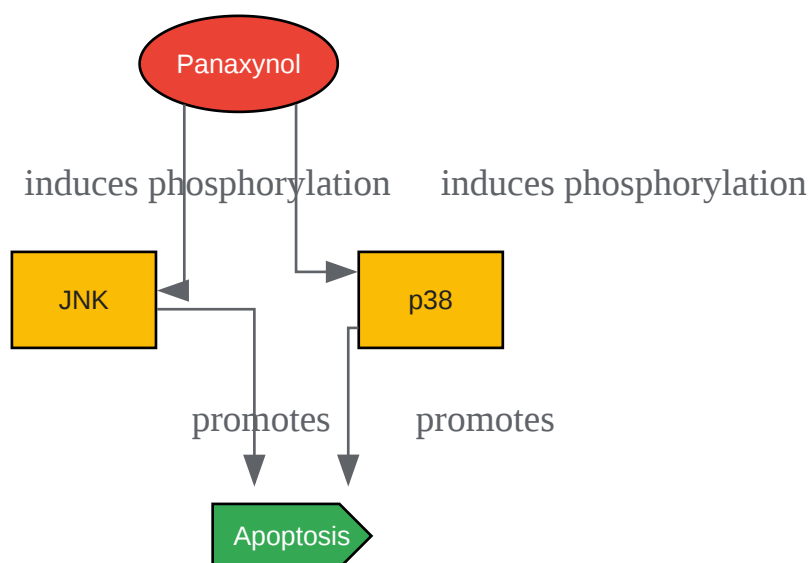 Panaxynol
induces phosphorylation
induces phosphorylation
JNK
p38
promotes
promotes
Apoptosis